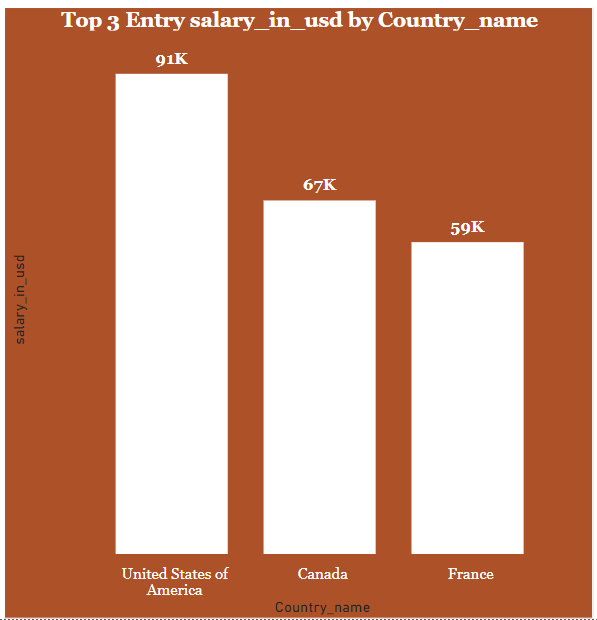 Top 3 Entry salary_in_usd by Country_name
91K
67K
59K
salary_in_usd
United States of
America
Canada
France
Country_name